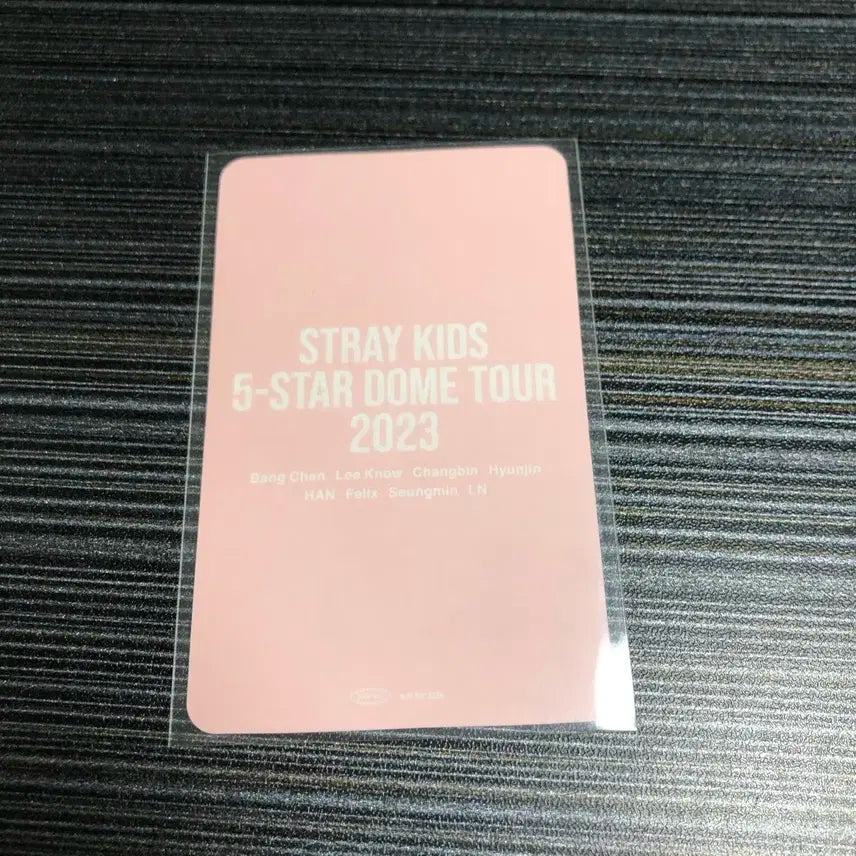 STRAY KIDS
5-STAR DOME TOUR
2023
Bang Chan Lee Know Changbin Hyunjin
HAN Felix Seungmin I.N